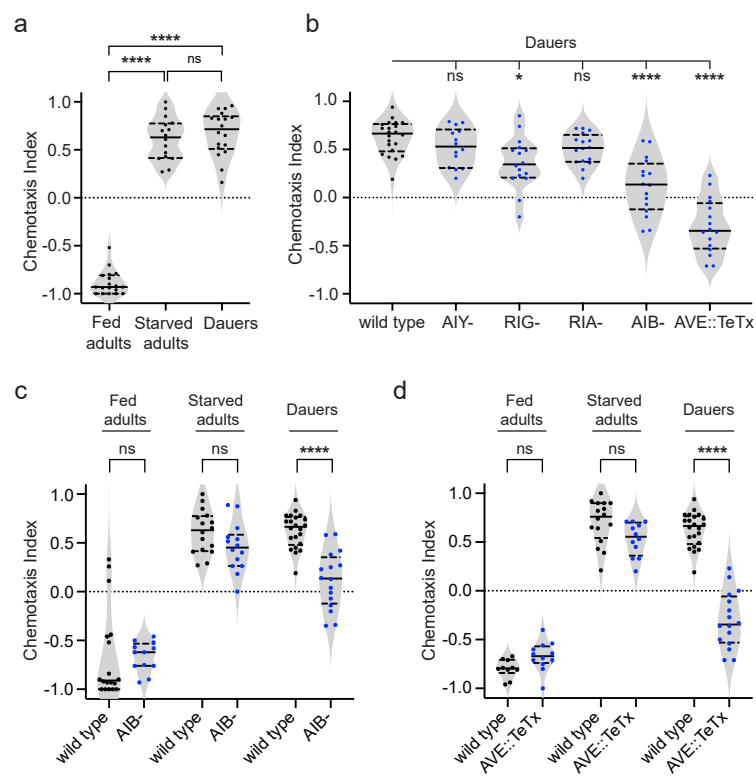 a
****
**** ns
Chemotaxis Index
1.0
0.5
0.0
-0.5
-1.0
Fed
adults
Starved
adults
Dauers
b
Dauers
ns * ns **** ****
Chemotaxis Index
1.0
0.5
0.0
-0.5
-1.0
wild type AIY- RIG- RIA- AIB- AVE::TeTx
c
Fed
adults
Starved
adults
Dauers
ns ns ****
Chemotaxis Index
1.0
0.5
0.0
-0.5
-1.0
wild type AIB- wild type AIB- wild type AIB-
d
Fed
adults
Starved
adults
Dauers
ns ns ****
Chemotaxis Index
1.0
0.5
0.0
-0.5
-1.0
wild type AVE::TeTx wild type AVE::TeTx wild type AVE::TeTx